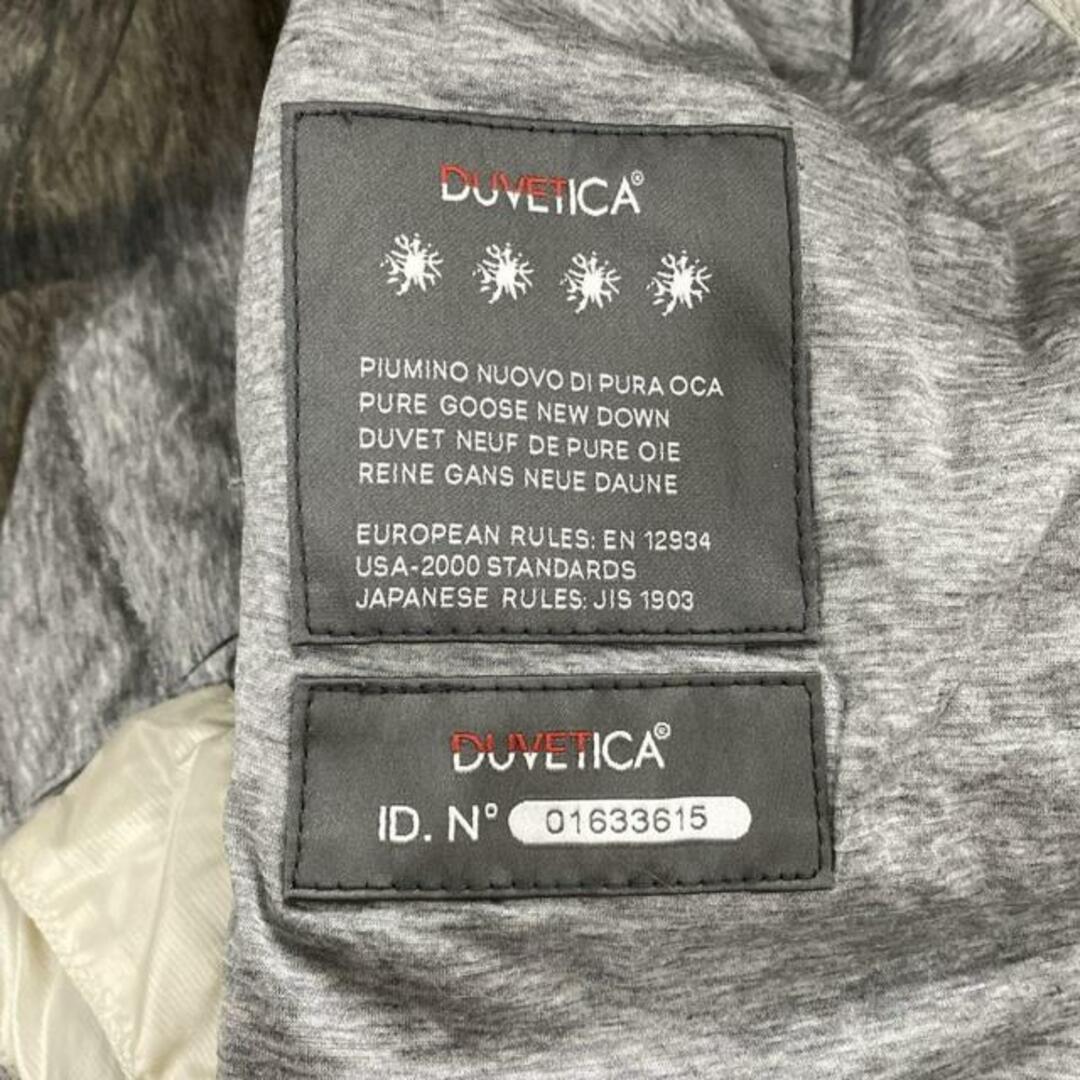 DUVETICA®
PIUMINO NUOVO DI PURA OCA
PURE GOOSE NEW DOWN
DUVET NEUF DE PURE OIE
REINE GANS NEUE DAUNE
EUROPEAN RULES: EN 12934
USA-2000 STANDARDS
JAPANESE RULES: JIS 1903
DUVETICA®
ID. N° 01633615